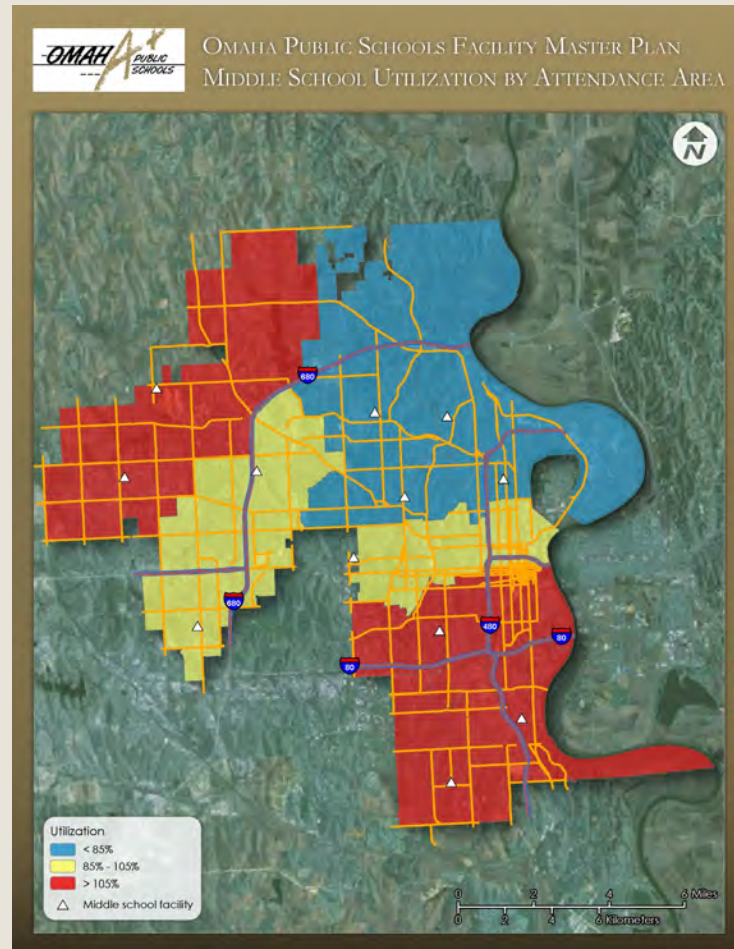 OMAHA PUBLIC SCHOOLS
OMAHA PUBLIC SCHOOLS FACILITY MASTER PLAN
MIDDLE SCHOOL UTILIZATION BY ATTENDANCE AREA
N
680
680
480
80
80
Utilization
< 85%
85% - 105%
> 105%
Middle school facility
0 2 4 6 Miles
0 2 4 6 Kilometers